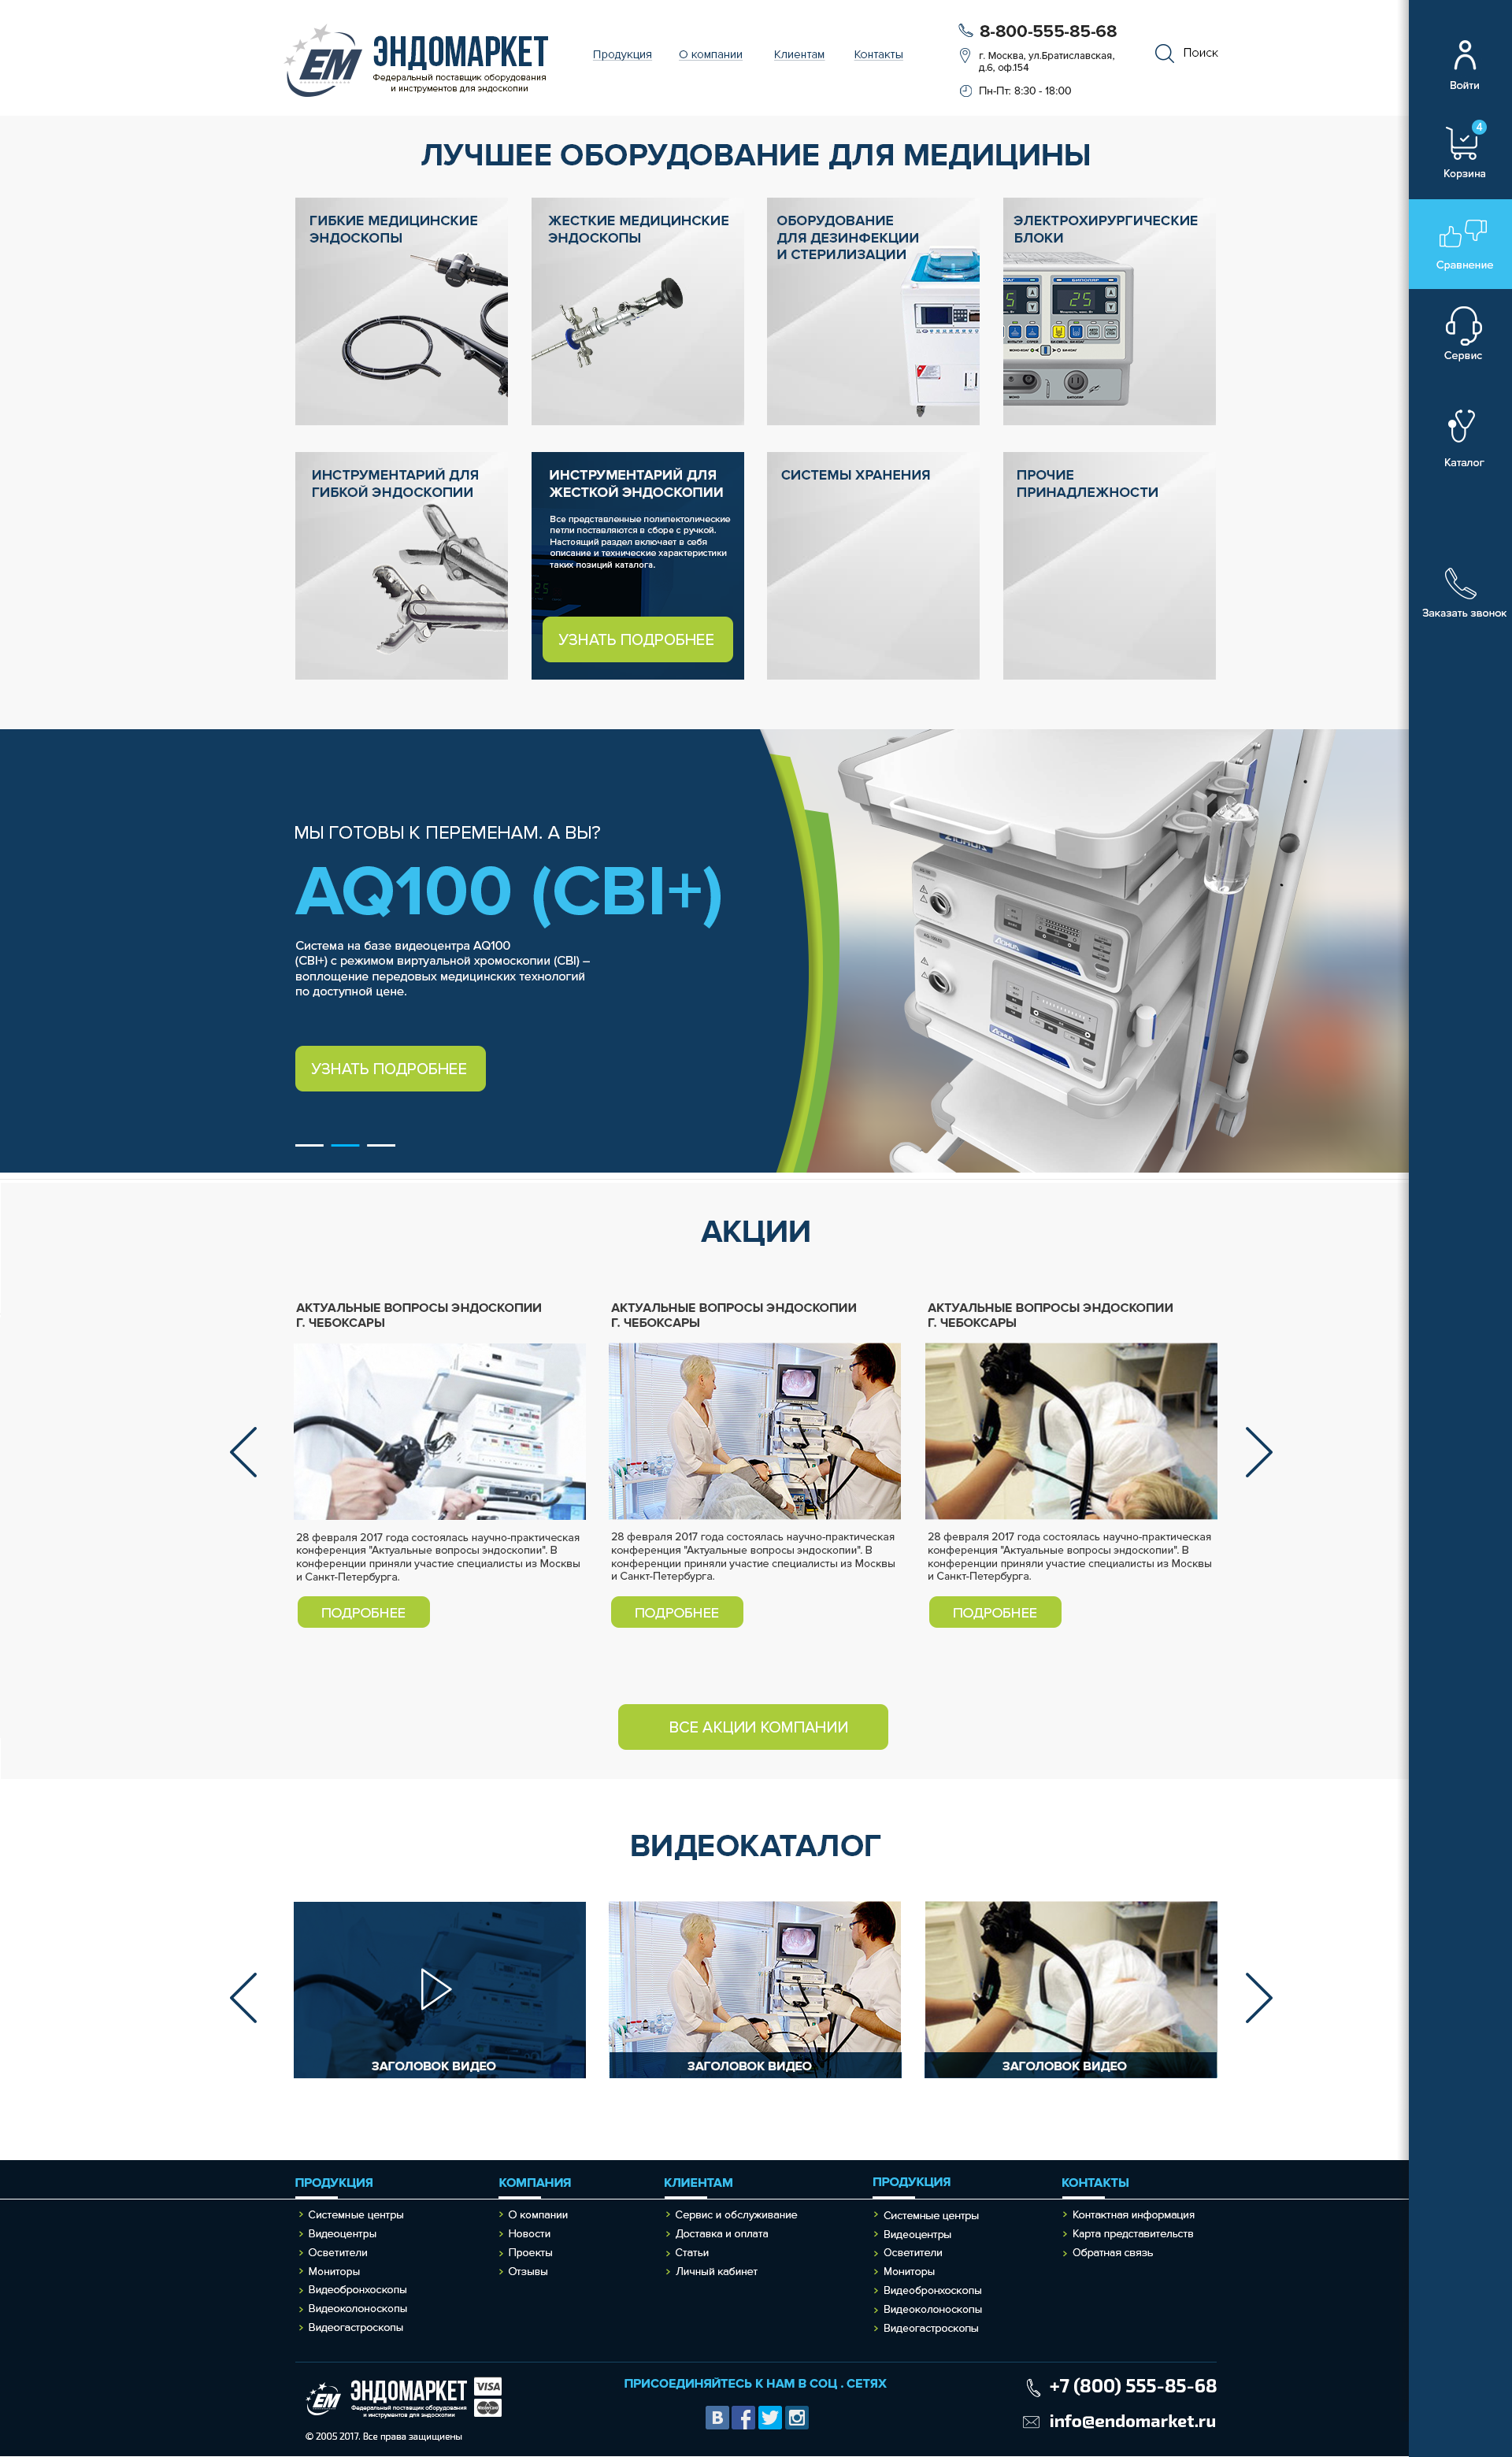 ЭНДОМАРКЕТ
Федеральный поставщик оборудования
и инструментов для эндоскопии
Продукция
О компании
Клиентам
Контакты
8-800-555-85-68
г. Москва, ул.Братиславская,
д.6, оф.154
Пн-Пт: 8:30 - 18:00
Поиск
Войти
4
Корзина
Сравнение
Сервис
Каталог
Заказать звонок
ЛУЧШЕЕ ОБОРУДОВАНИЕ ДЛЯ МЕДИЦИНЫ
ГИБКИЕ МЕДИЦИНСКИЕ
ЭНДОСКОПЫ
ЖЕСТКИЕ МЕДИЦИНСКИЕ
ЭНДОСКОПЫ
ОБОРУДОВАНИЕ
ДЛЯ ДЕЗИНФЕКЦИИ
И СТЕРИЛИЗАЦИИ
ЭЛЕКТРОХИРУРГИЧЕСКИЕ
БЛОКИ
ИНСТРУМЕНТАРИЙ ДЛЯ
ГИБКОЙ ЭНДОСКОПИИ
ИНСТРУМЕНТАРИЙ ДЛЯ
ЖЕСТКОЙ ЭНДОСКОПИИ
Все представленные полипектолические
петли поставляются в сборе с ручкой.
Настоящий раздел включает в себя
описание и технические характеристики
таких позиций каталога.
УЗНАТЬ ПОДРОБНЕЕ
СИСТЕМЫ ХРАНЕНИЯ
ПРОЧИЕ
ПРИНАДЛЕЖНОСТИ
МЫ ГОТОВЫ К ПЕРЕМЕНАМ. А ВЫ?
AQ100 (CBI+)
Система на базе видеоцентра AQ100
(CBI+) с режимом виртуальной хромоскопии (CBI) –
воплощение передовых медицинских технологий
по доступной цене.
УЗНАТЬ ПОДРОБНЕЕ
АКЦИИ
АКТУАЛЬНЫЕ ВОПРОСЫ ЭНДОСКОПИИ
Г. ЧЕБОКСАРЫ
28 февраля 2017 года состоялась научно-практическая
конференция "Актуальные вопросы эндоскопии". В
конференции приняли участие специалисты из Москвы
и Санкт-Петербурга.
ПОДРОБНЕЕ
АКТУАЛЬНЫЕ ВОПРОСЫ ЭНДОСКОПИИ
Г. ЧЕБОКСАРЫ
28 февраля 2017 года состоялась научно-практическая
конференция "Актуальные вопросы эндоскопии". В
конференции приняли участие специалисты из Москвы
и Санкт-Петербурга.
ПОДРОБНЕЕ
АКТУАЛЬНЫЕ ВОПРОСЫ ЭНДОСКОПИИ
Г. ЧЕБОКСАРЫ
28 февраля 2017 года состоялась научно-практическая
конференция "Актуальные вопросы эндоскопии". В
конференции приняли участие специалисты из Москвы
и Санкт-Петербурга.
ПОДРОБНЕЕ
ВСЕ АКЦИИ КОМПАНИИ
ВИДЕОКАТАЛОГ
ЗАГОЛОВОК ВИДЕО
ЗАГОЛОВОК ВИДЕО
ЗАГОЛОВОК ВИДЕО
ПРОДУКЦИЯ
Системные центры
Видеоцентры
Осветители
Мониторы
Видеобронхоскопы
Видеоколоноскопы
Видеогастроскопы
КОМПАНИЯ
О компании
Новости
Проекты
Отзывы
КЛИЕНТАМ
Сервис и обслуживание
Доставка и оплата
Статьи
Личный кабинет
ПРОДУКЦИЯ
Системные центры
Видеоцентры
Осветители
Мониторы
Видеобронхоскопы
Видеоколоноскопы
Видеогастроскопы
КОНТАКТЫ
Контактная информация
Карта представительств
Обратная связь
ЭНДОМАРКЕТ
Федеральный поставщик оборудования
и инструментов для эндоскопии
VISA
MasterCard
© 2005 2017. Все права защищиены
ПРИСОЕДИНЯЙТЕСЬ К НАМ В СОЦ . СЕТЯХ
+7 (800) 555-85-68
info@endomarket.ru